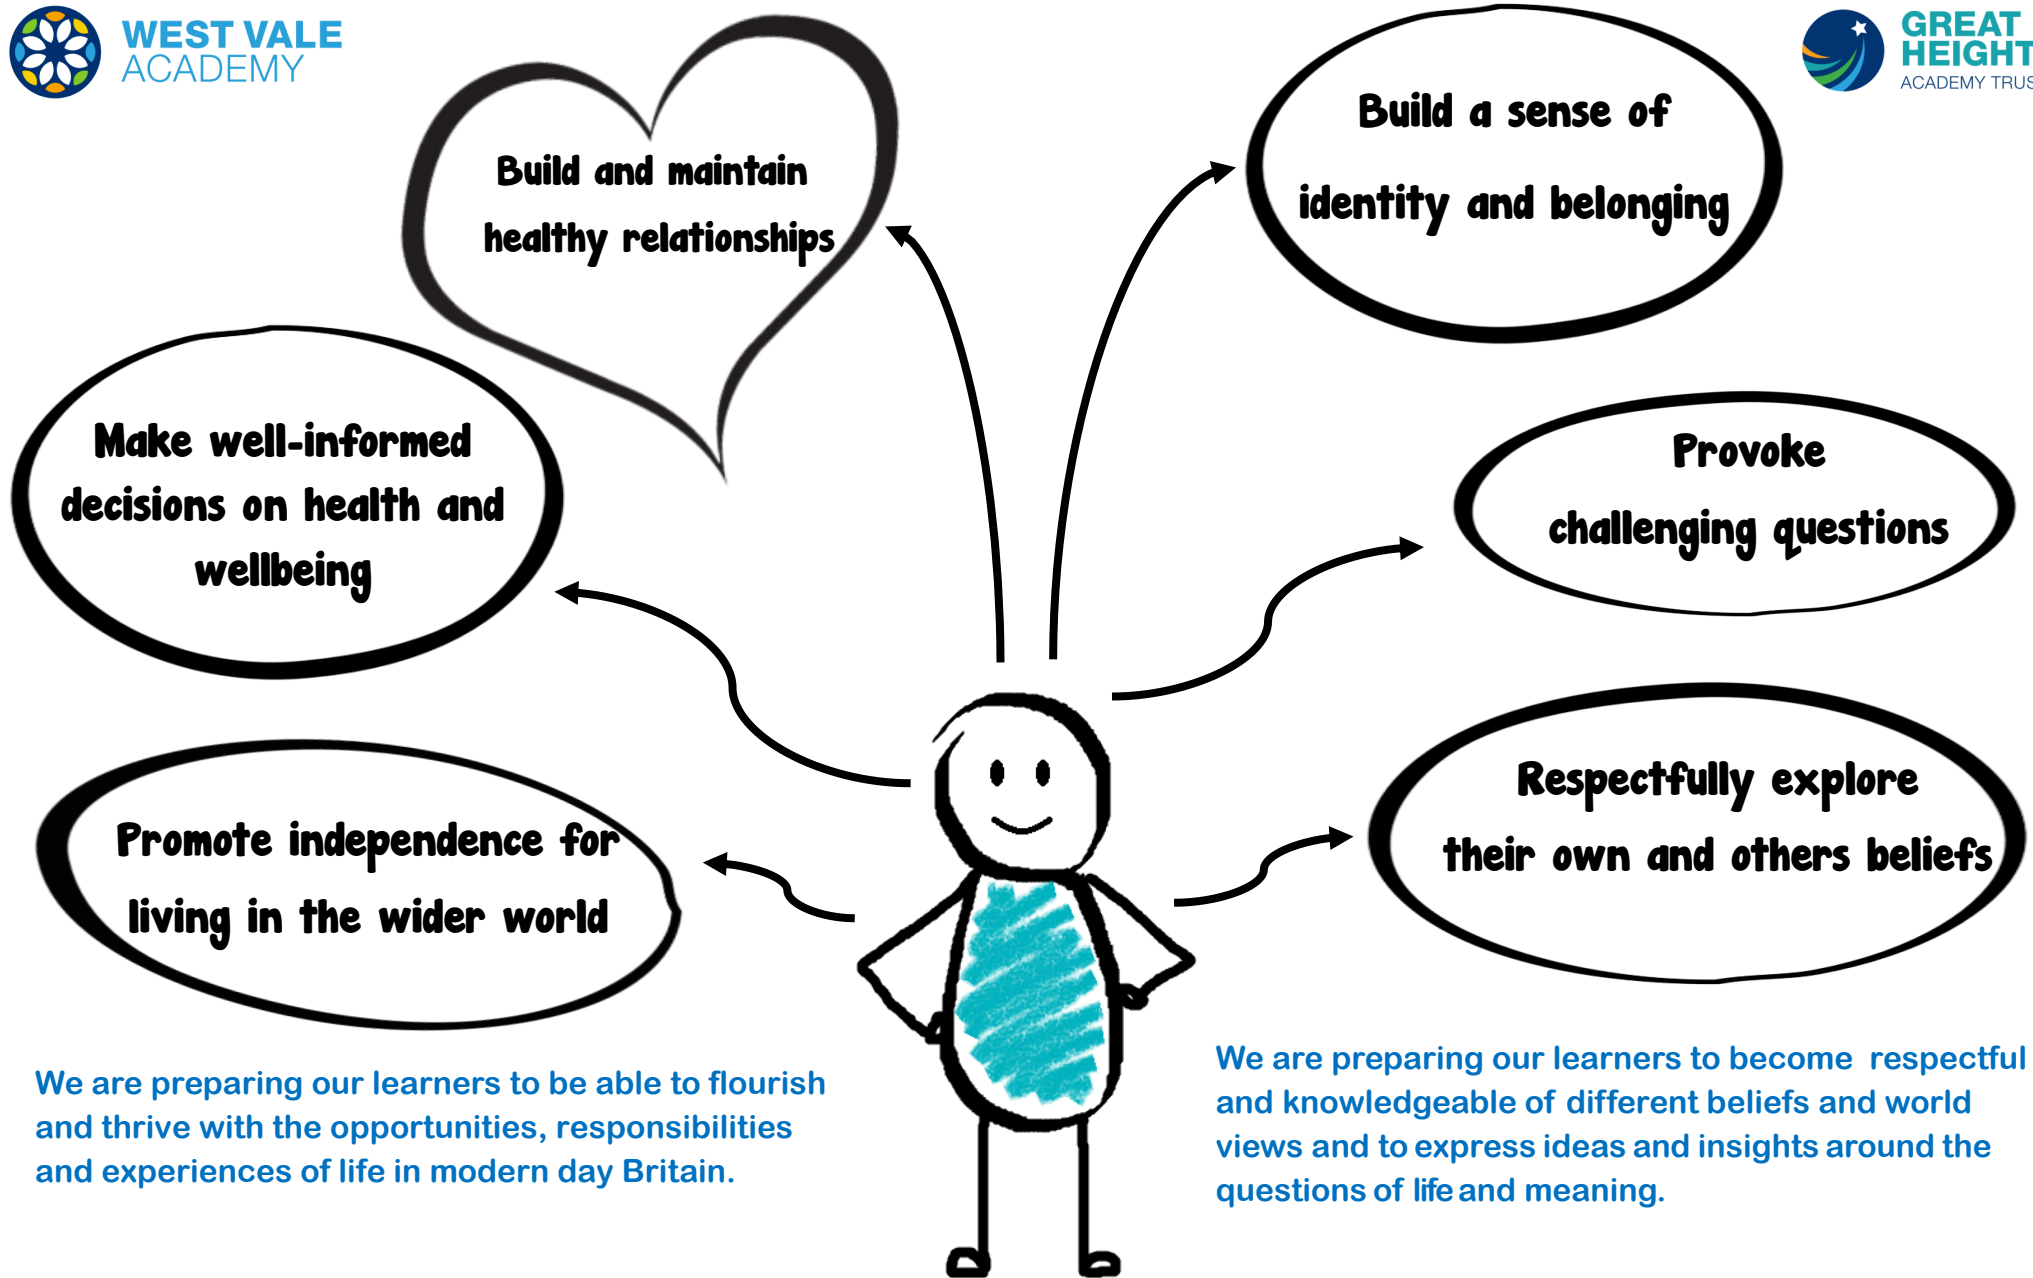 WEST VALE
ACADEMY
GREAT
HEIGHT
ACADEMY TRUS
Build and maintain
healthy relationships
Build a sense of
identity and belonging
Make well-informed
decisions on health and
wellbeing
Provoke
challenging questions
Promote independence for
living in the wider world
Respectfully explore
their own and others beliefs
We are preparing our learners to be able to flourish
and thrive with the opportunities, responsibilities
and experiences of life in modern day Britain.
We are preparing our learners to become respectful
and knowledgeable of different beliefs and world
views and to express ideas and insights around the
questions of life and meaning.